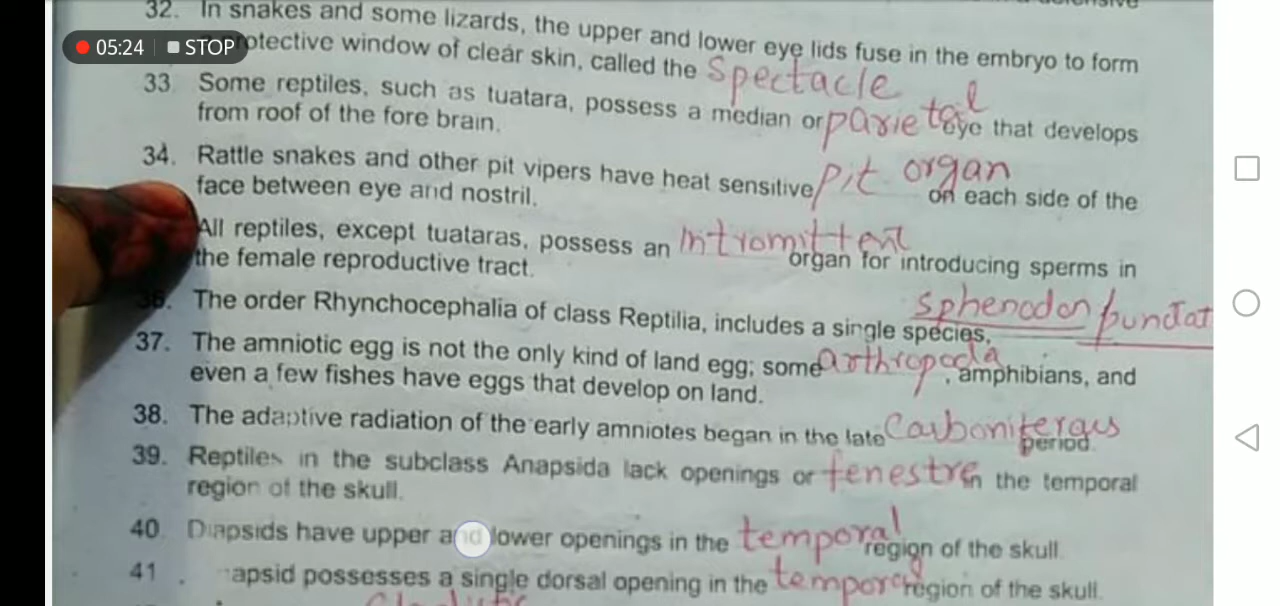 32. In snakes and some lizards, the upper and lower eye lids fuse in the embryo to form
05:24 STOP
protective window of clear skin, called the Spectacle
33 Some reptiles, such as tuatara, possess a median or parietal eye that develops
from roof of the fore brain.
34. Rattle snakes and other pit vipers have heat sensitive pit organ on each side of the
face between eye and nostril.
All reptiles, except tuataras, possess an Intromittent organ for introducing sperms in
the female reproductive tract.
36. The order Rhynchocephalia of class Reptilia, includes a single species, sphenodon
37. The amniotic egg is not the only kind of land egg; some arthropoda, amphibians, and
even a few fishes have eggs that develop on land.
38. The adaptive radiation of the early amniotes began in the late Carbonifergus period.
39. Reptiles in the subclass Anapsida lack openings or fenestre in the temporal
region of the skull.
40. Diapsids have upper and lower openings in the temporal region of the skull
41. apsid possesses a single dorsal opening in the temporal region of the skull.